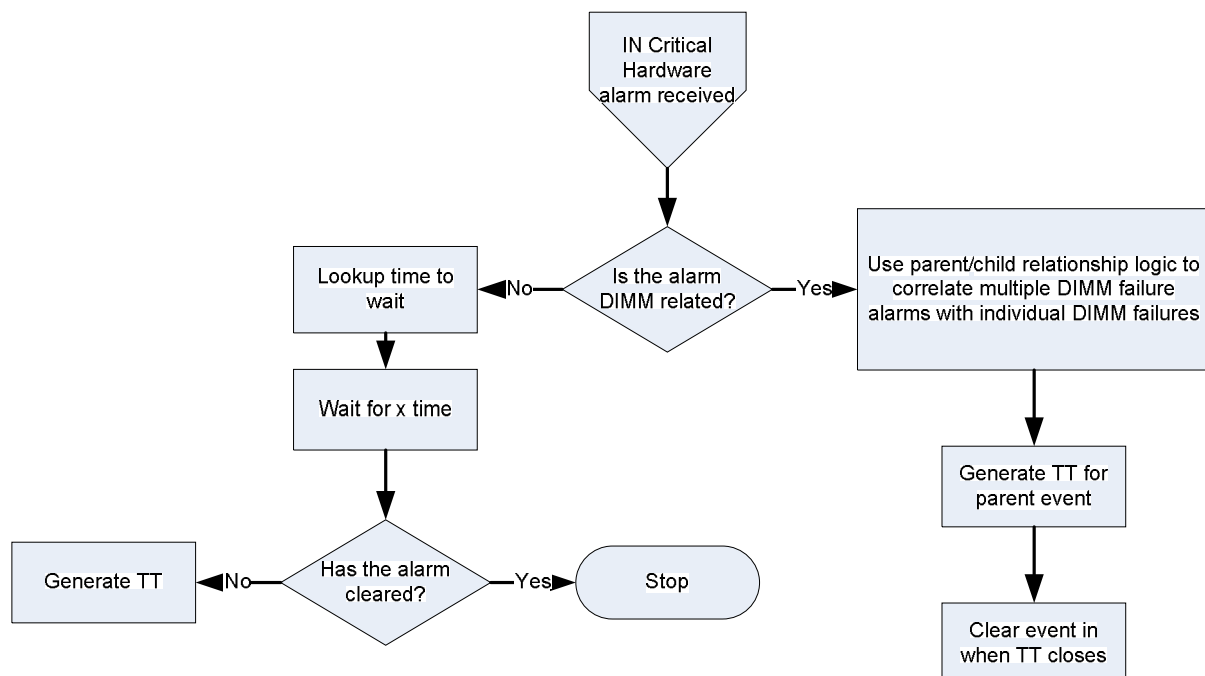 IN Critical
Hardware
alarm received
Is the alarm
DIMM related?
No
Yes
Lookup time to
wait
Use parent/child relationship logic to
correlate multiple DIMM failure
alarms with individual DIMM failures
Wait for x time
Generate TT for
parent event
Has the alarm
cleared?
No
Yes
Generate TT
Stop
Clear event in
when TT closes